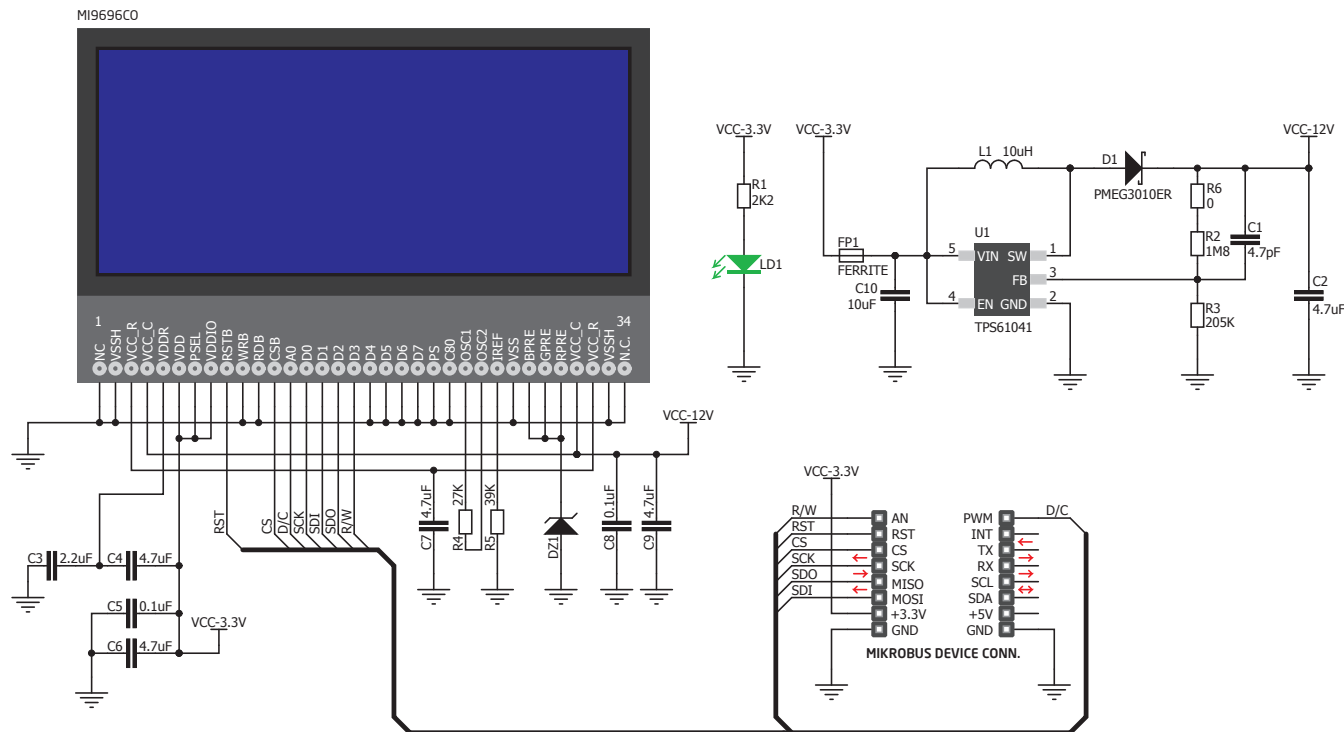 MI9696CO
1
34
NC
VSSH
VCC_R
VCC_C
VDDR
VDD
PSEL
VDDIO
RSTB
WRB
RDB
CSB
A0
D0
D1
D2
D3
D4
D5
D6
D7
PS
C80
OSC1
OSC2
IREF
VSS
BPRE
GPRE
RPRE
VCC_C
VCC_R
VSSH
N.C.
VCC-12V
RST
CS
D/C
SCK
SDI
SDO
R/W
C3
2.2uF
C4
4.7uF
C5
0.1uF
C6
4.7uF
VCC-3.3V
C7
4.7uF
R4
27K
R5
39K
DZ1
C8
0.1uF
C9
4.7uF
VCC-3.3V
R1
2K2
LD1
VCC-3.3V
FP1
FERRITE
C10
10uF
L1 10uH
U1
5 VIN SW 1
FB 3
4 EN GND 2
TPS61041
D1
PMEG3010ER
VCC-12V
R6
0
R2
1M8
C1
4.7pF
R3
205K
C2
4.7uF
VCC-3.3V
R/W AN PWM D/C
RST RST INT
CS CS TX
SCK SCK RX
SDO MISO SCL
SDI MOSI SDA
+3.3V +5V
GND GND
MIKROBUS DEVICE CONN.